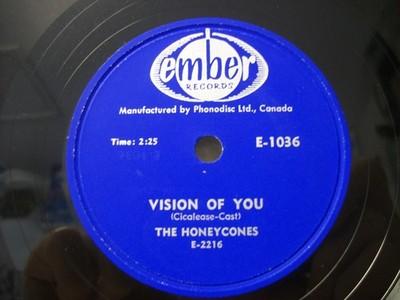 ember
RECORDS
Manufactured by Phonodisc Ltd., Canada
Time: 2:25
E-1036
VISION OF YOU
(Cicalease-Cast)
THE HONEYCONES
E-2216